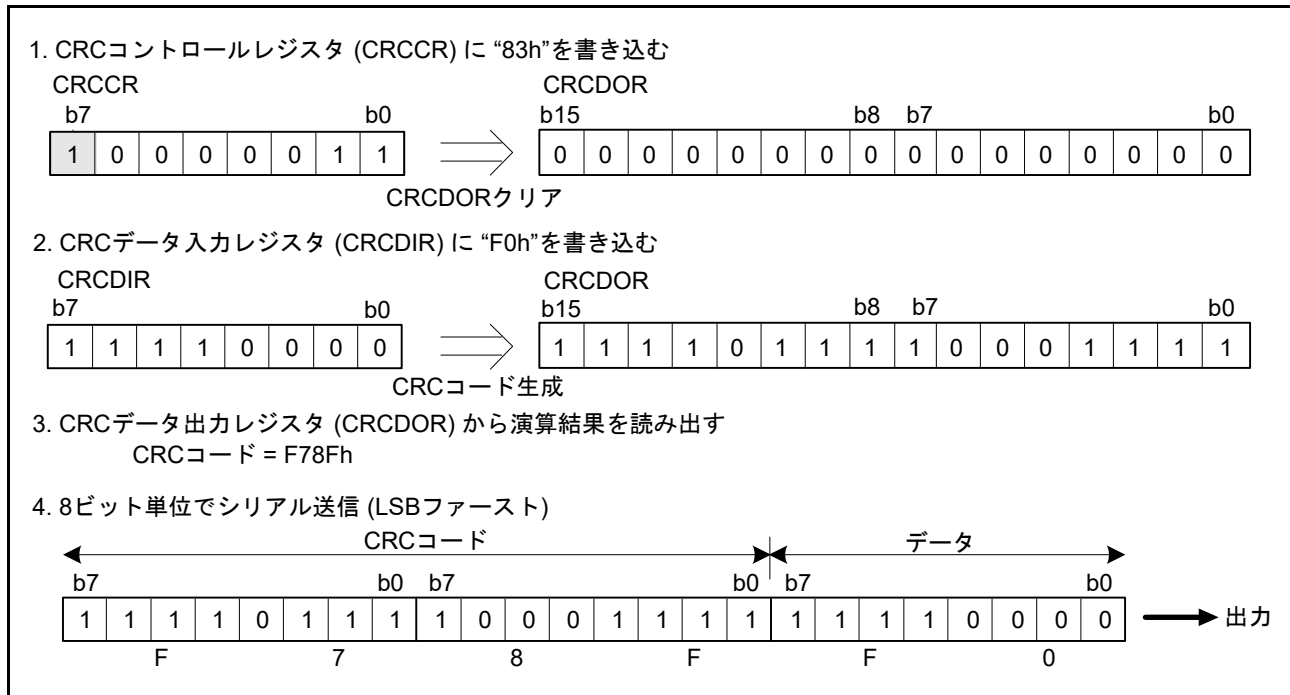 1. CRCコントロールレジスタ (CRCCR) に “83h”を書き込む
CRCCR CRCDOR
b7 b0 b15 b8 b7 b0
1 0 0 0 0 0 1 1 0 0 0 0 0 0 0 0 0 0 0 0 0 0 0 0
CRCDORクリア
2. CRCデータ入力レジスタ (CRCDIR) に “F0h”を書き込む
CRCDIR CRCDOR
b7 b0 b15 b8 b7 b0
1 1 1 1 0 0 0 0 1 1 1 1 0 1 1 1 1 0 0 0 1 1 1 1
CRCコード生成
3. CRCデータ出力レジスタ (CRCDOR) から演算結果を読み出す
CRCコード = F78Fh
4. 8ビット単位でシリアル送信 (LSBファースト)
CRCコード データ
b7 b0 b7 b0 b7 b0
1 1 1 1 0 1 1 1 1 0 0 0 1 1 1 1 1 1 1 1 0 0 0 0 出力
F 7 8 F F 0